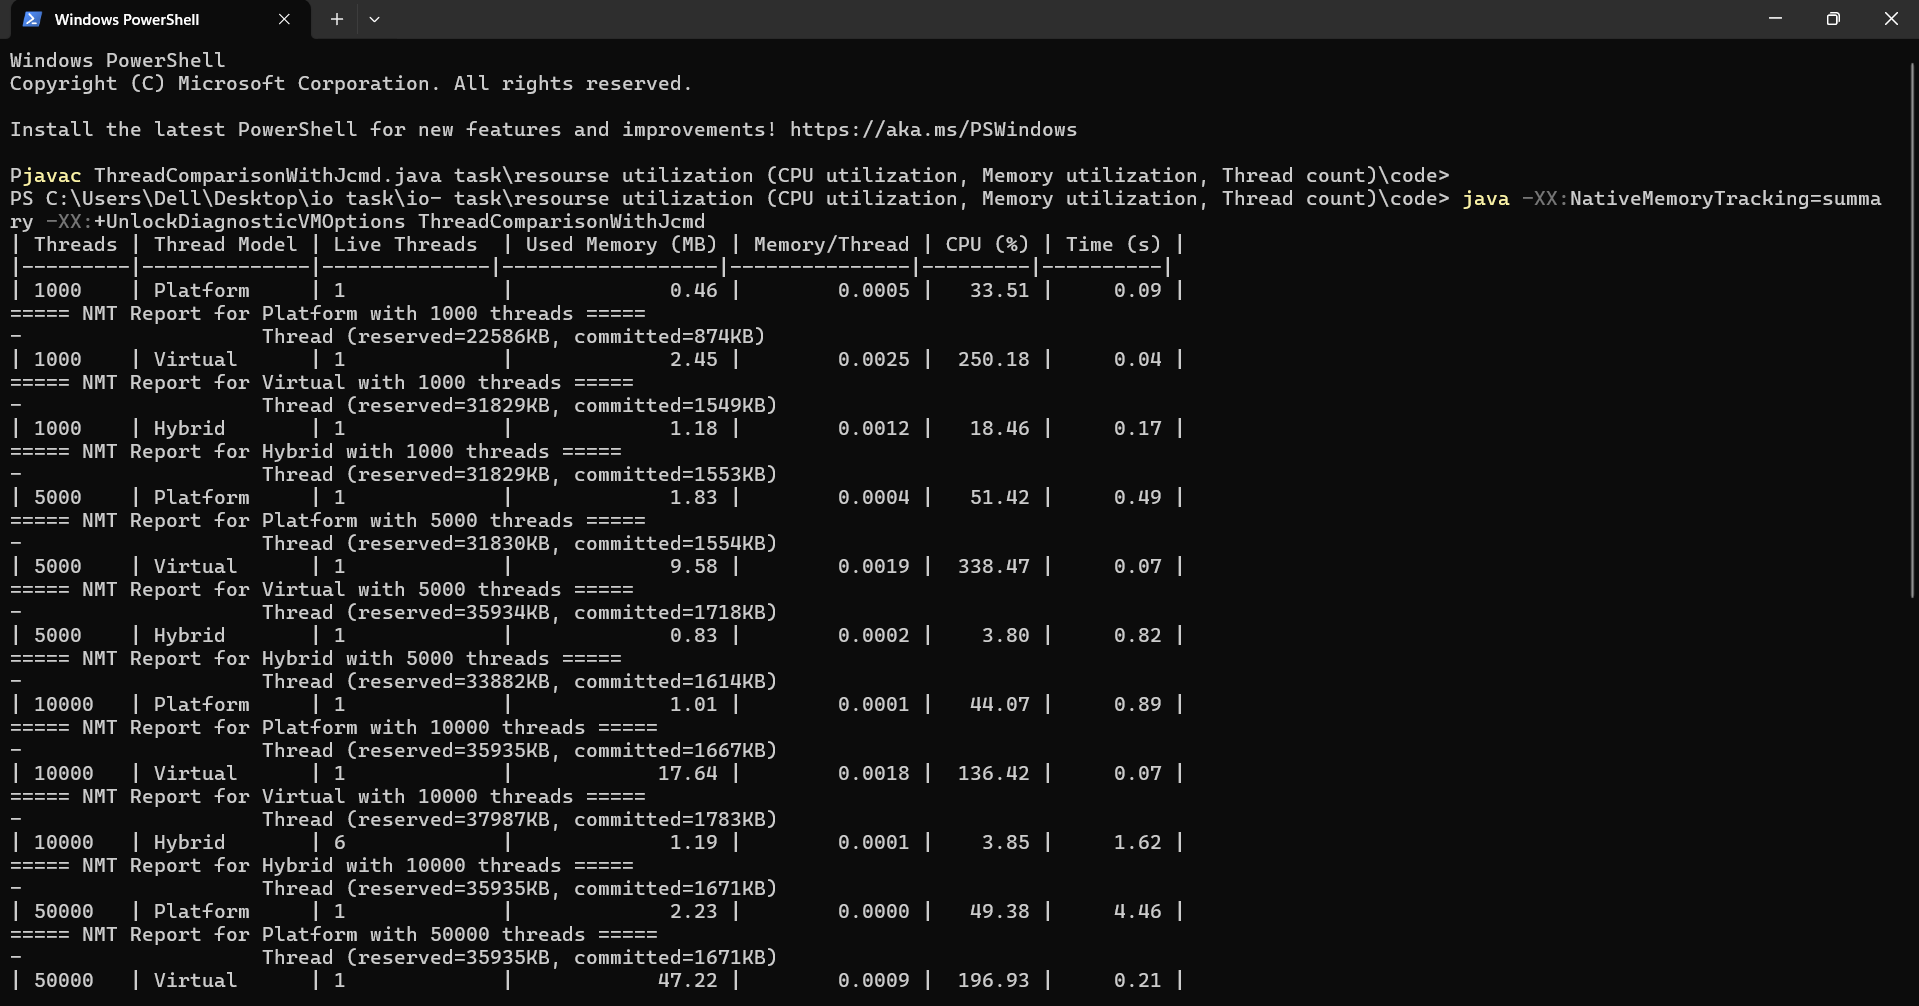 Windows PowerShell
Windows PowerShell
Copyright (C) Microsoft Corporation. All rights reserved.
Install the latest PowerShell for new features and improvements! https://aka.ms/PSWindows
Pjavac ThreadComparisonWithJcmd.java task\resourse utilization (CPU utilization, Memory utilization, Thread count)\code>
PS C:\Users\Dell\Desktop\io task\io- task\resourse utilization (CPU utilization, Memory utilization, Thread count)\code> java -XX:NativeMemoryTracking=summa
ry -XX:+UnlockDiagnosticVMOptions ThreadComparisonWithJcmd
| Threads | Thread Model | Live Threads  | Used Memory (MB) | Memory/Thread | CPU (%) | Time (s) |
|---------|--------------|--------------|------------------|---------------|---------|----------|
| 1000    | Platform     | 1             |             0.46 |        0.0005 |   33.51 |     0.09 |
===== NMT Report for Platform with 1000 threads =====
-                    Thread (reserved=22586KB, committed=874KB)
| 1000    | Virtual      | 1             |             2.45 |        0.0025 |  250.18 |     0.04 |
===== NMT Report for Virtual with 1000 threads =====
-                    Thread (reserved=31829KB, committed=1549KB)
| 1000    | Hybrid       | 1             |             1.18 |        0.0012 |   18.46 |     0.17 |
===== NMT Report for Hybrid with 1000 threads =====
-                    Thread (reserved=31829KB, committed=1553KB)
| 5000    | Platform     | 1             |             1.83 |        0.0004 |   51.42 |     0.49 |
===== NMT Report for Platform with 5000 threads =====
-                    Thread (reserved=31830KB, committed=1554KB)
| 5000    | Virtual      | 1             |             9.58 |        0.0019 |  338.47 |     0.07 |
===== NMT Report for Virtual with 5000 threads =====
-                    Thread (reserved=35934KB, committed=1718KB)
| 5000    | Hybrid       | 1             |             0.83 |        0.0002 |    3.80 |     0.82 |
===== NMT Report for Hybrid with 5000 threads =====
-                    Thread (reserved=33882KB, committed=1614KB)
| 10000   | Platform     | 1             |             1.01 |        0.0001 |   44.07 |     0.89 |
===== NMT Report for Platform with 10000 threads =====
-                    Thread (reserved=35935KB, committed=1667KB)
| 10000   | Virtual      | 1             |            17.64 |        0.0018 |  136.42 |     0.07 |
===== NMT Report for Virtual with 10000 threads =====
-                    Thread (reserved=37987KB, committed=1783KB)
| 10000   | Hybrid       | 6             |             1.19 |        0.0001 |    3.85 |     1.62 |
===== NMT Report for Hybrid with 10000 threads =====
-                    Thread (reserved=35935KB, committed=1671KB)
| 50000   | Platform     | 1             |             2.23 |        0.0000 |   49.38 |     4.46 |
===== NMT Report for Platform with 50000 threads =====
-                    Thread (reserved=35935KB, committed=1671KB)
| 50000   | Virtual      | 1             |            47.22 |        0.0009 |  196.93 |     0.21 |